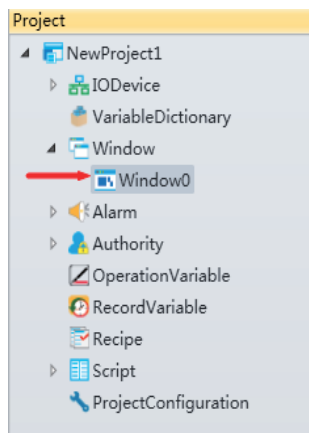 Project
NewProject1
IODevice
VariableDictionary
Window
Window0
Alarm
Authority
OperationVariable
RecordVariable
Recipe
Script
ProjectConfiguration